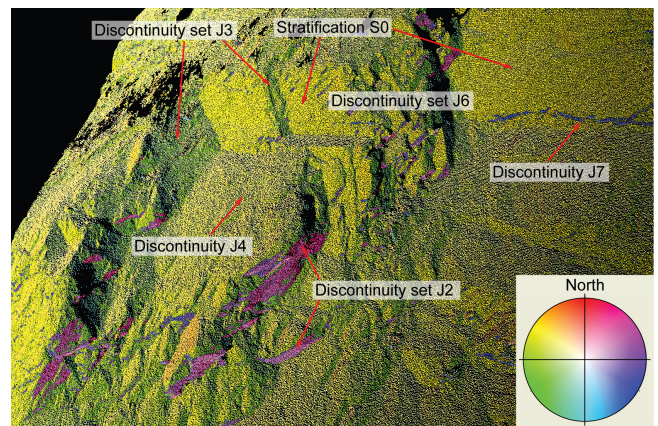 Discontinuity set J3
Stratification S0
Discontinuity set J6
Discontinuity J7
Discontinuity J4
Discontinuity set J2
North